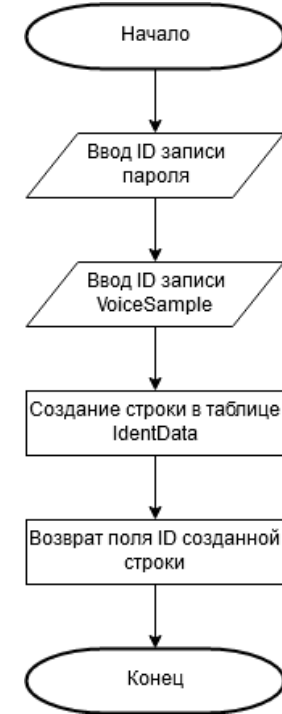 Начало
Ввод ID записи
пароля
Ввод ID записи
VoiceSample
Создание строки в таблице
IdentData
Возврат поля ID созданной
строки
Конец